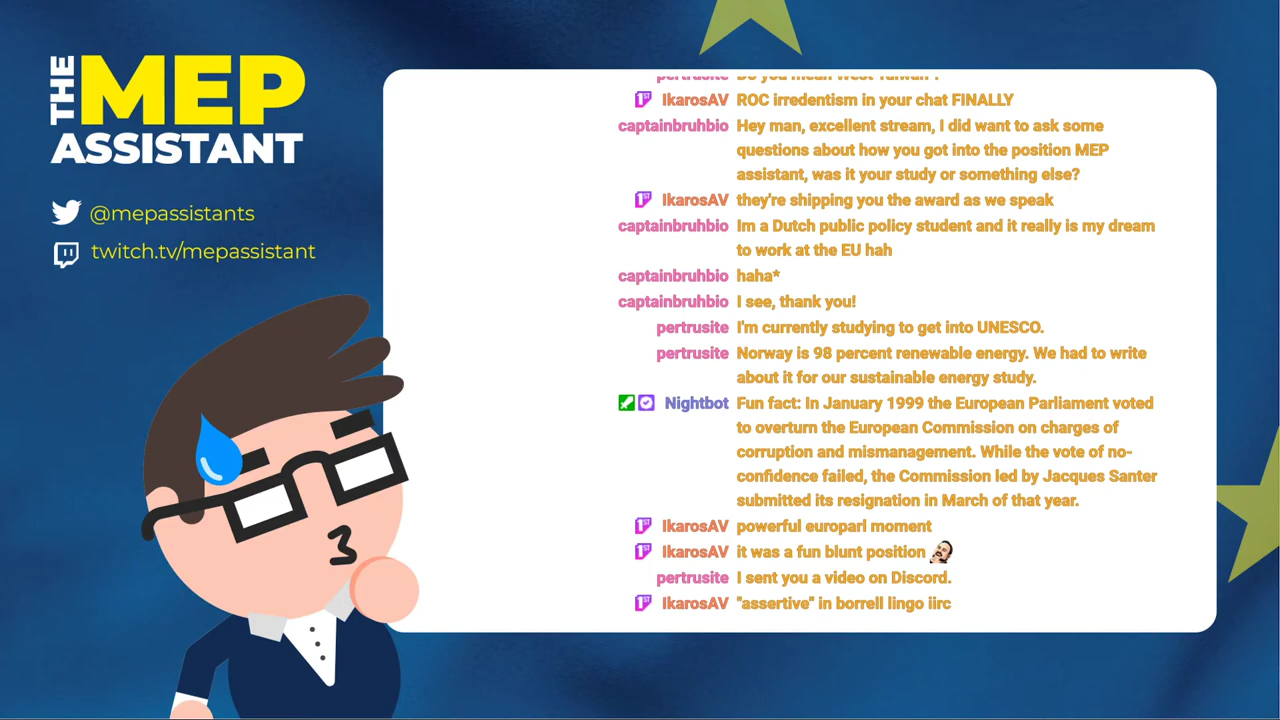 THE MEP
ASSISTANT
@mepassistants
twitch.tv/mepassistant
pertrusite Do you mean West Taiwan ?
IkarosAV ROC irredentism in your chat FINALLY
captainbruhbio Hey man, excellent stream, I did want to ask some
questions about how you got into the position MEP
assistant, was it your study or something else?
IkarosAV they're shipping you the award as we speak
captainbruhbio Im a Dutch public policy student and it really is my dream
to work at the EU hah
captainbruhbio haha*
captainbruhbio I see, thank you!
pertrusite I'm currently studying to get into UNESCO.
pertrusite Norway is 98 percent renewable energy. We had to write
about it for our sustainable energy study.
Nightbot Fun fact: In January 1999 the European Parliament voted
to overturn the European Commission on charges of
corruption and mismanagement. While the vote of no-
confidence failed, the Commission led by Jacques Santer
submitted its resignation in March of that year.
IkarosAV powerful europarl moment
IkarosAV it was a fun blunt position
pertrusite I sent you a video on Discord.
IkarosAV "assertive" in borrell lingo iirc